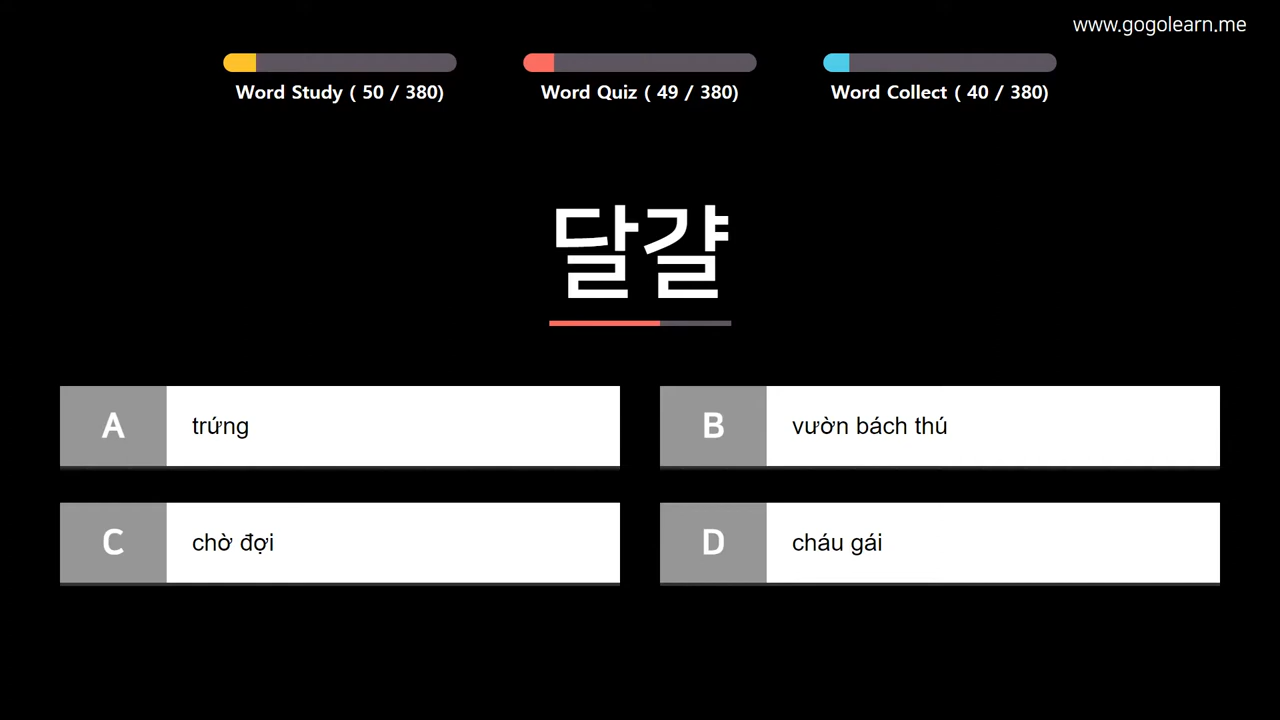 www.gogolearn.me
Word Study ( 50 / 380)
Word Quiz ( 49 / 380)
Word Collect ( 40 / 380)
달걀
A trứng
B vườn bách thú
C chờ đợi
D cháu gái